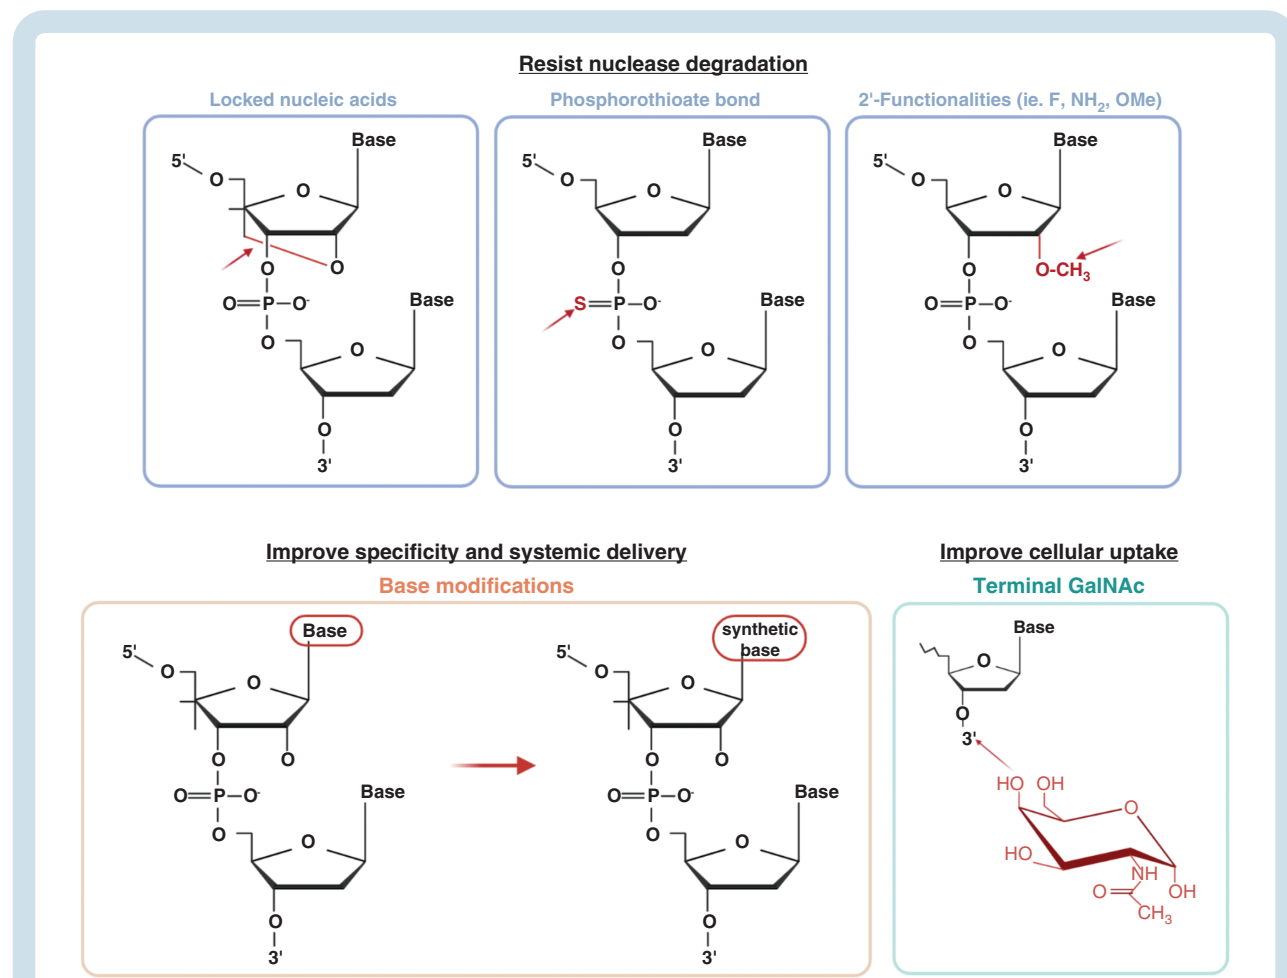 Resist nuclease degradation
Locked nucleic acids
Phosphorothioate bond
2'-Functionalities (ie. F, NH₂, OMe)
Base
5'
O
O
O
O
O=P–O⁻
Base
O
O
O
3'
Base
5'
O
O
O
S=P–O⁻
Base
O
O
O
3'
Base
5'
O
O
O
O-CH₃
O=P–O⁻
Base
O
O
O
3'
Improve specificity and systemic delivery
Base modifications
Base
5'
O
O
O
O
O=P–O⁻
Base
O
O
O
3'
synthetic
base
5'
O
O
O
O
O=P–O⁻
Base
O
O
O
3'
Improve cellular uptake
Terminal GalNAc
Base
O
O
3'
HO OH
O
HO
NH
O
OH
CH₃